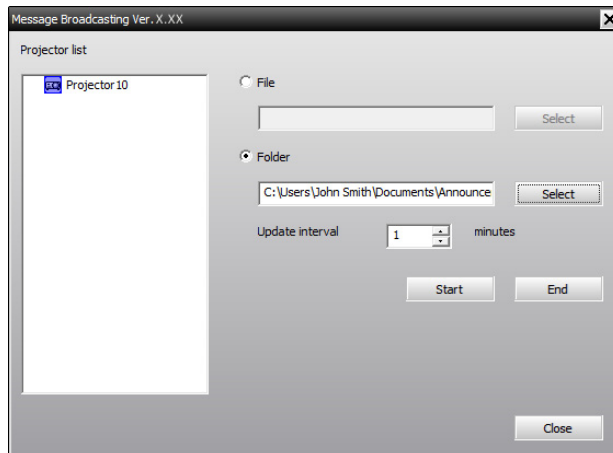 Message Broadcasting Ver. X.XX
Projector list
Projector10
File
Select
Folder
C:\Users\John Smith\Documents\Announce
Select
Update interval 1 minutes
Start End
Close